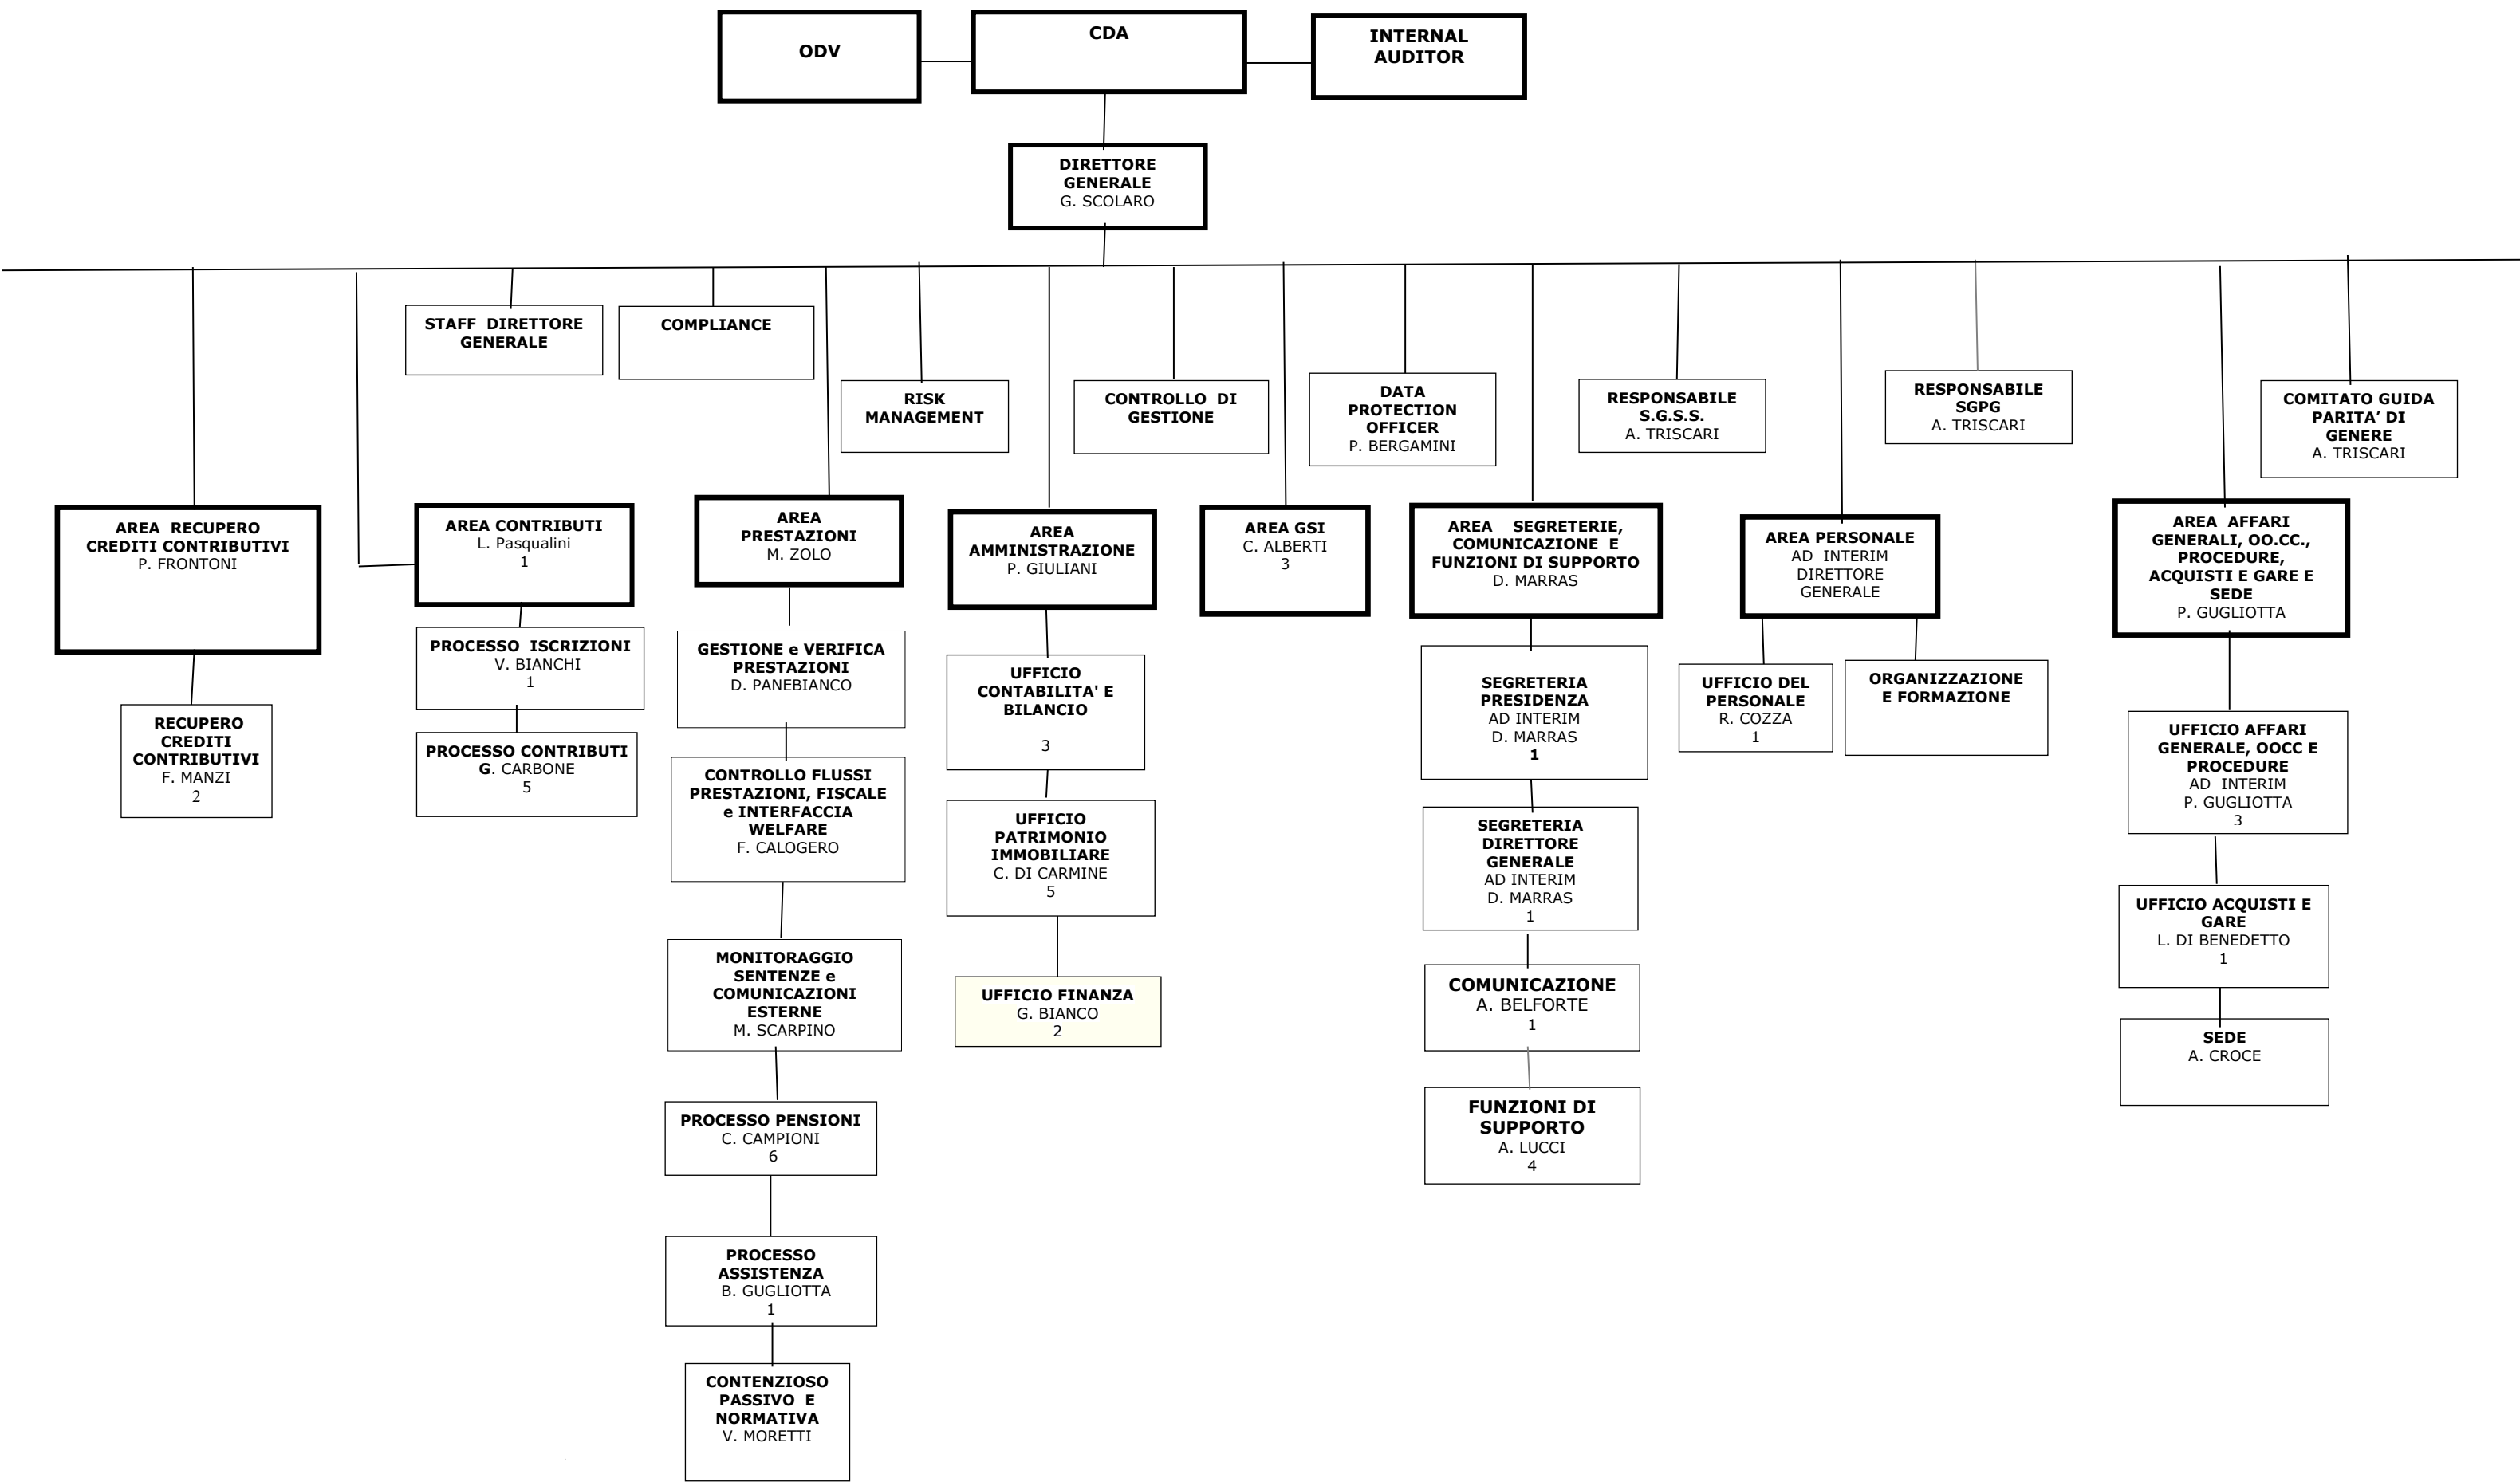 ODV
CDA
INTERNAL
AUDITOR
DIRETTORE
GENERALE
G. SCOLARO
STAFF DIRETTORE
GENERALE
COMPLIANCE
RISK
MANAGEMENT
CONTROLLO DI
GESTIONE
DATA
PROTECTION
OFFICER
P. BERGAMINI
RESPONSABILE
S.G.S.S.
A. TRISCARI
RESPONSABILE
SGPG
A. TRISCARI
COMITATO GUIDA
PARITA’ DI
GENERE
A. TRISCARI
AREA RECUPERO
CREDITI CONTRIBUTIVI
P. FRONTONI
RECUPERO
CREDITI
CONTRIBUTIVI
F. MANZI
2
AREA CONTRIBUTI
L. Pasqualini
1
PROCESSO ISCRIZIONI
V. BIANCHI
1
PROCESSO CONTRIBUTI
G. CARBONE
5
AREA
PRESTAZIONI
M. ZOLO
GESTIONE e VERIFICA
PRESTAZIONI
D. PANEBIANCO
CONTROLLO FLUSSI
PRESTAZIONI, FISCALE
e INTERFACCIA
WELFARE
F. CALOGERO
MONITORAGGIO
SENTENZE e
COMUNICAZIONI
ESTERNE
M. SCARPINO
PROCESSO PENSIONI
C. CAMPIONI
6
PROCESSO
ASSISTENZA
B. GUGLIOTTA
1
CONTENZIOSO
PASSIVO E
NORMATIVA
V. MORETTI
AREA
AMMINISTRAZIONE
P. GIULIANI
UFFICIO
CONTABILITA' E
BILANCIO
3
UFFICIO
PATRIMONIO
IMMOBILIARE
C. DI CARMINE
5
UFFICIO FINANZA
G. BIANCO
2
AREA GSI
C. ALBERTI
3
AREA SEGRETERIE,
COMUNICAZIONE E
FUNZIONI DI SUPPORTO
D. MARRAS
SEGRETERIA
PRESIDENZA
AD INTERIM
D. MARRAS
1
SEGRETERIA
DIRETTORE
GENERALE
AD INTERIM
D. MARRAS
1
COMUNICAZIONE
A. BELFORTE
1
FUNZIONI DI
SUPPORTO
A. LUCCI
4
AREA PERSONALE
AD INTERIM
DIRETTORE
GENERALE
UFFICIO DEL
PERSONALE
R. COZZA
1
ORGANIZZAZIONE
E FORMAZIONE
AREA AFFARI
GENERALI, OO.CC.,
PROCEDURE,
ACQUISTI E GARE E
SEDE
P. GUGLIOTTA
UFFICIO AFFARI
GENERALE, OOCC E
PROCEDURE
AD INTERIM
P. GUGLIOTTA
3
UFFICIO ACQUISTI E
GARE
L. DI BENEDETTO
1
SEDE
A. CROCE